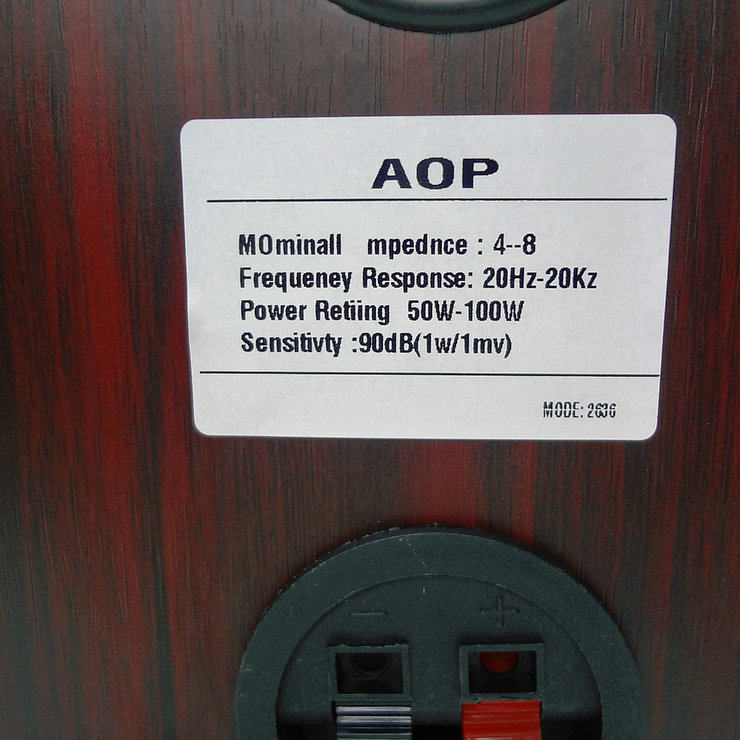 AOP
MOminall mpednce : 4--8
Frequeney Response: 20Hz-20Kz
Power Retiing 50W-100W
Sensitivty :90dB(1w/1mv)
MODE: 2636
- +